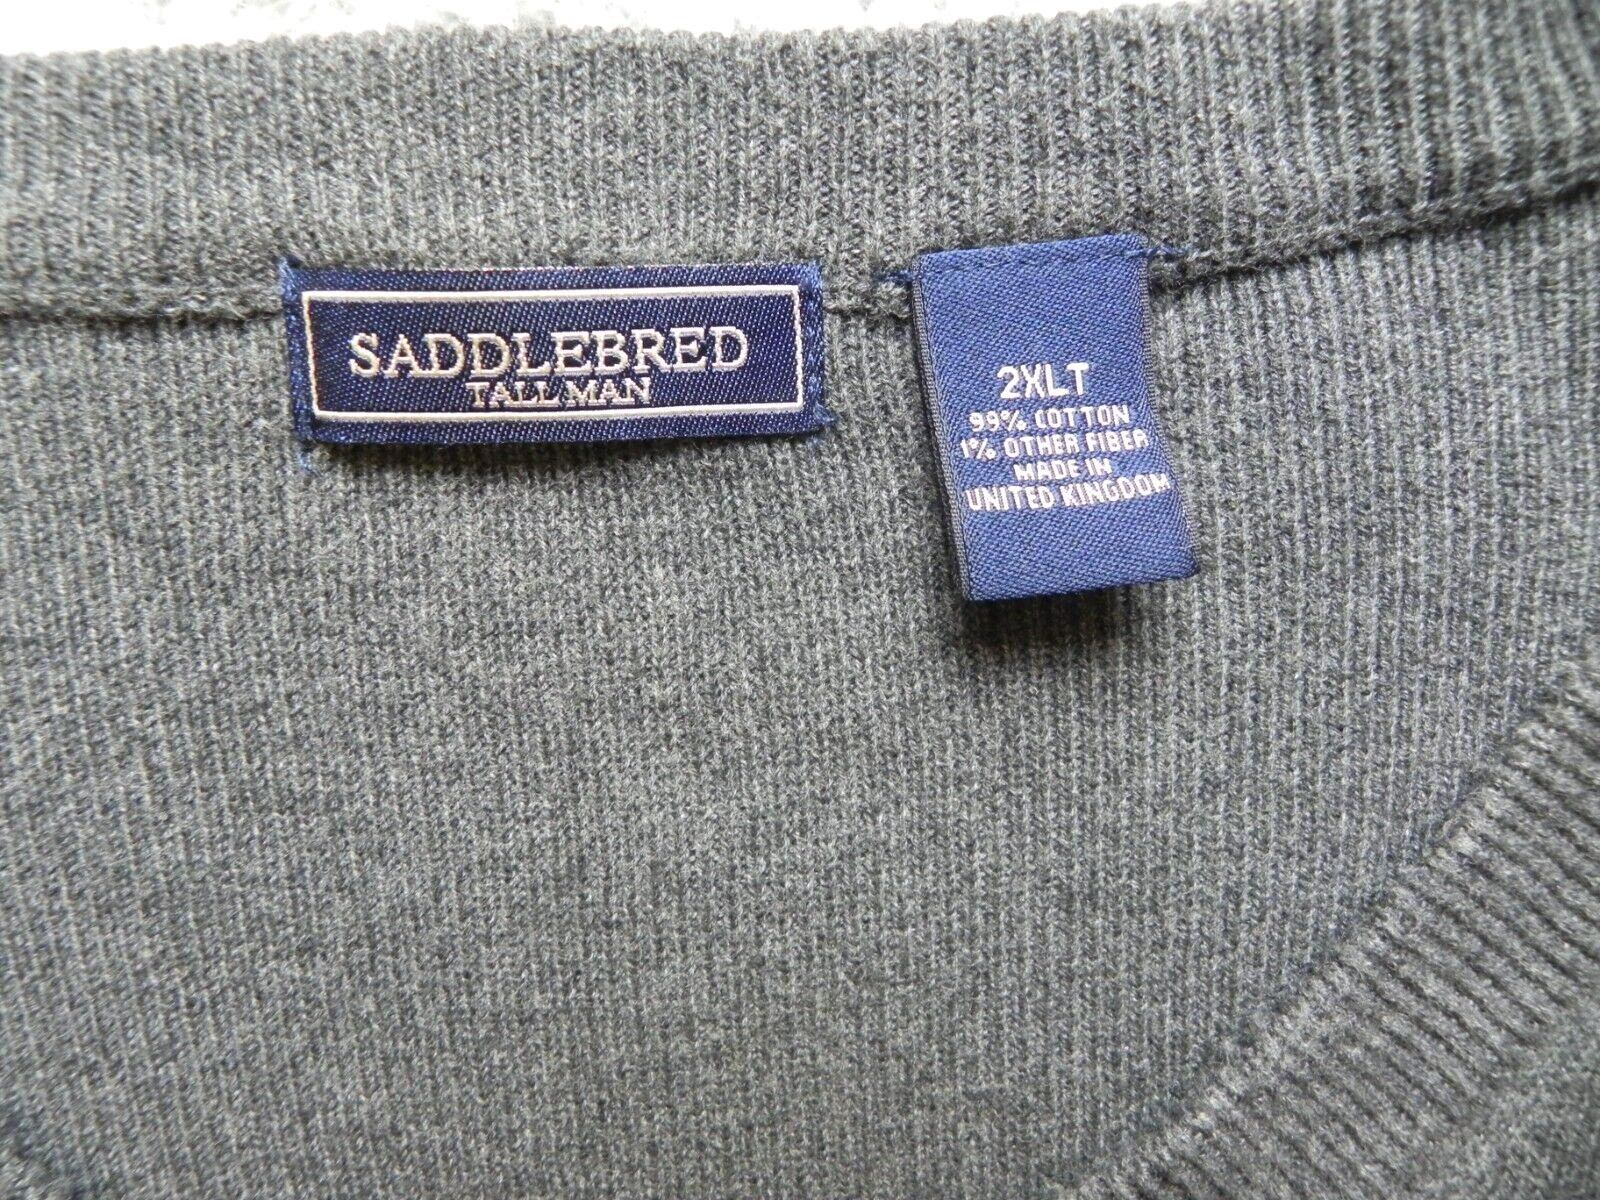 SADDLEBRED
TALL MAN
2XLT
99% COTTON
1% OTHER FIBER
MADE IN
UNITED KINGDOM